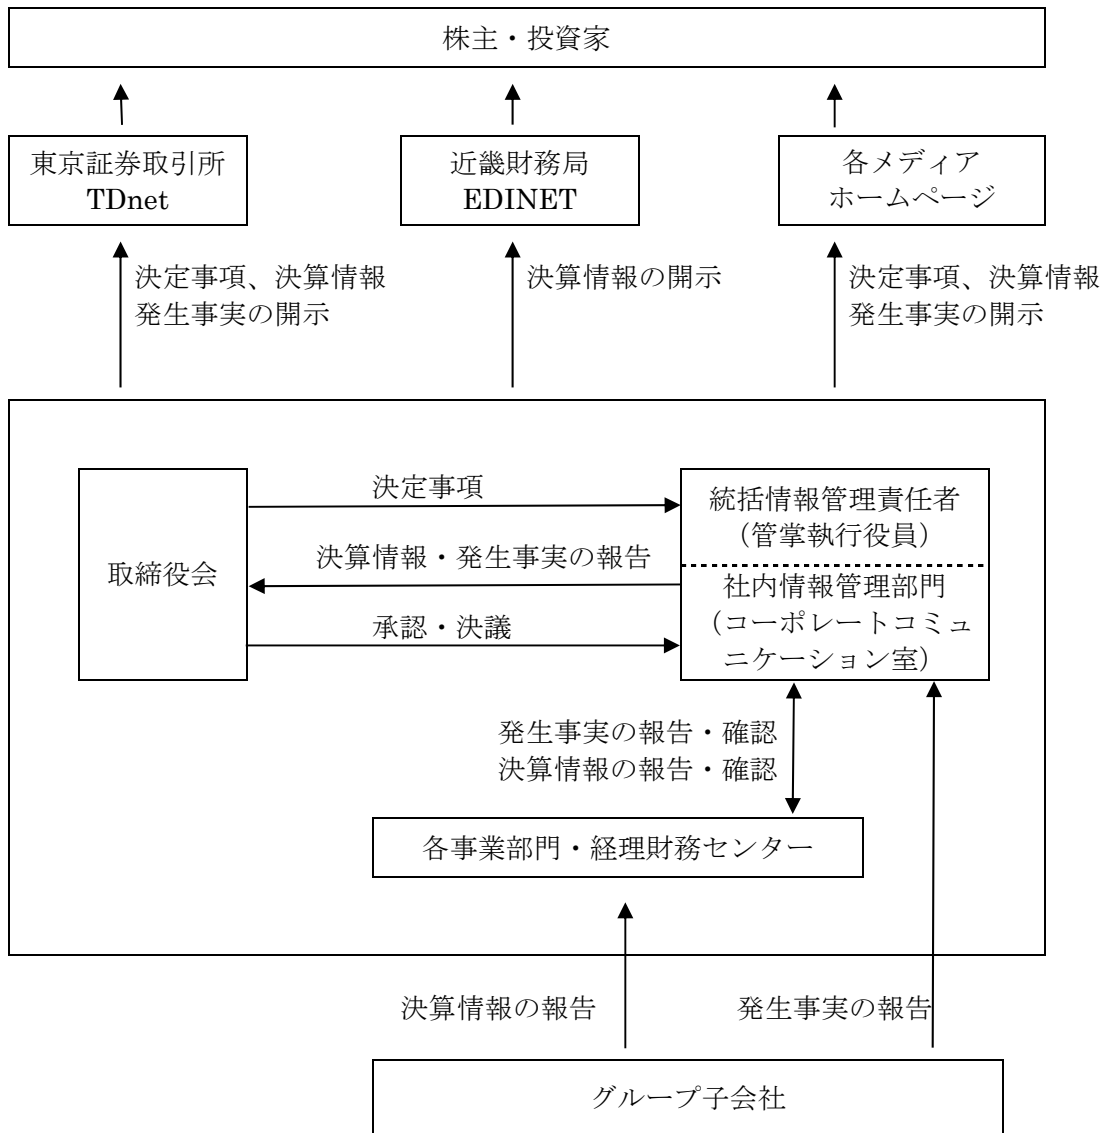 株主・投資家
東京証券取引所
TDnet
近畿財務局
EDINET
各メディア
ホームページ
決定事項、決算情報
発生事実の開示
決算情報の開示
決定事項、決算情報
発生事実の開示
取締役会
決定事項
決算情報・発生事実の報告
承認・決議
統括情報管理責任者
（管掌執行役員）
社内情報管理部門
（コーポレートコミュ
ニケーション室）
発生事実の報告・確認
決算情報の報告・確認
各事業部門・経理財務センター
決算情報の報告
発生事実の報告
グループ子会社